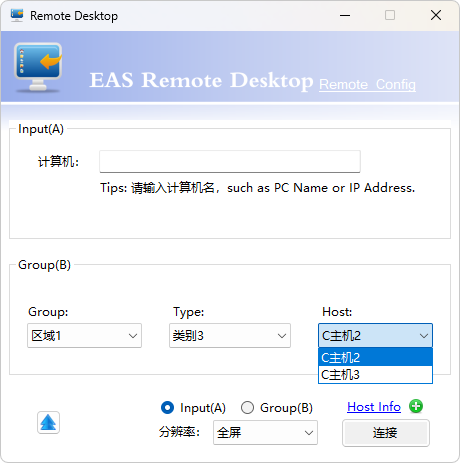 Remote Desktop
EAS Remote Desktop Remote Config
Input(A)
计算机：
Tips: 请输入计算机名，such as PC Name or IP Address.
Group(B)
Group: Type: Host:
区域1 类别3 C主机2
C主机2
C主机3
Input(A) Group(B) Host Info
分辨率： 全屏 连接